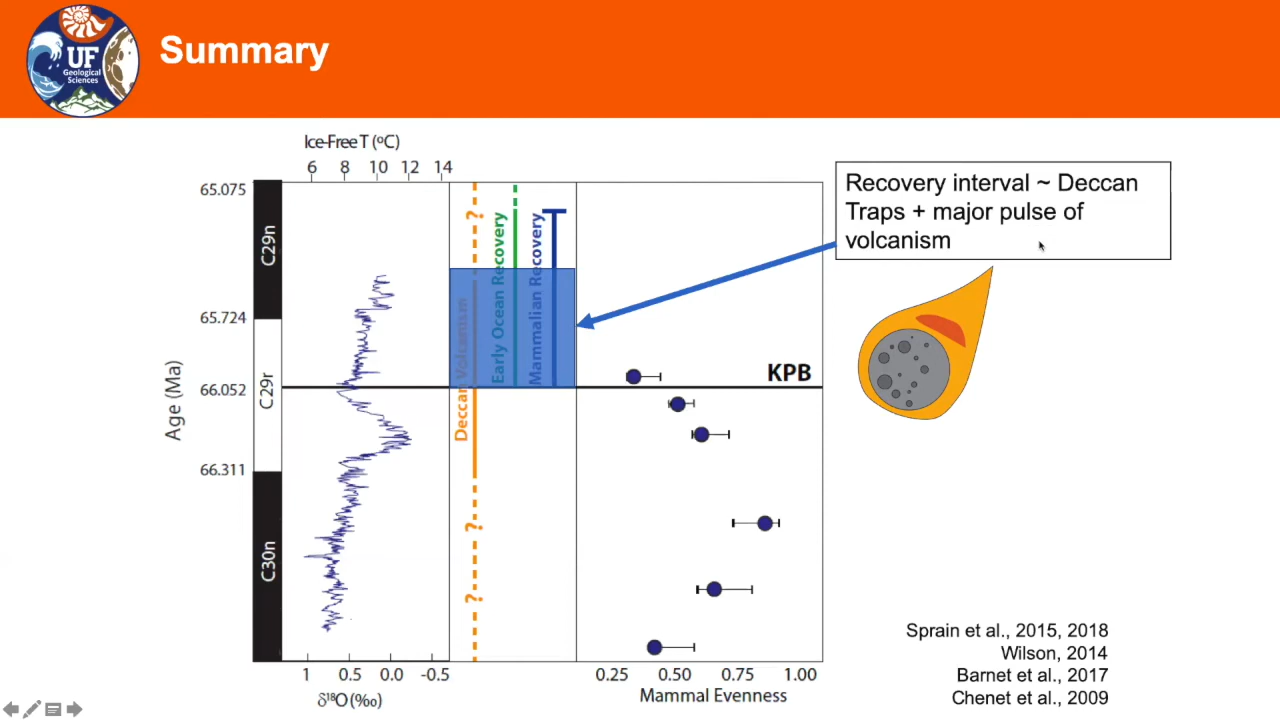 UF
Geological
Sciences
Summary
Ice-Free T (ºC)
6 8 10 12 14
65.075
65.724
66.052
66.311
Age (Ma)
C29n
C29r
C30n
?
?
?
Deccan Volcanism
Early Ocean Recovery
Mammalian Recovery
KPB
Recovery interval ~ Deccan
Traps + major pulse of
volcanism
1 0.5 0.0 -0.5
δ¹⁸O (‰)
0.25 0.50 0.75 1.00
Mammal Evenness
Sprain et al., 2015, 2018
Wilson, 2014
Barnet et al., 2017
Chenet et al., 2009